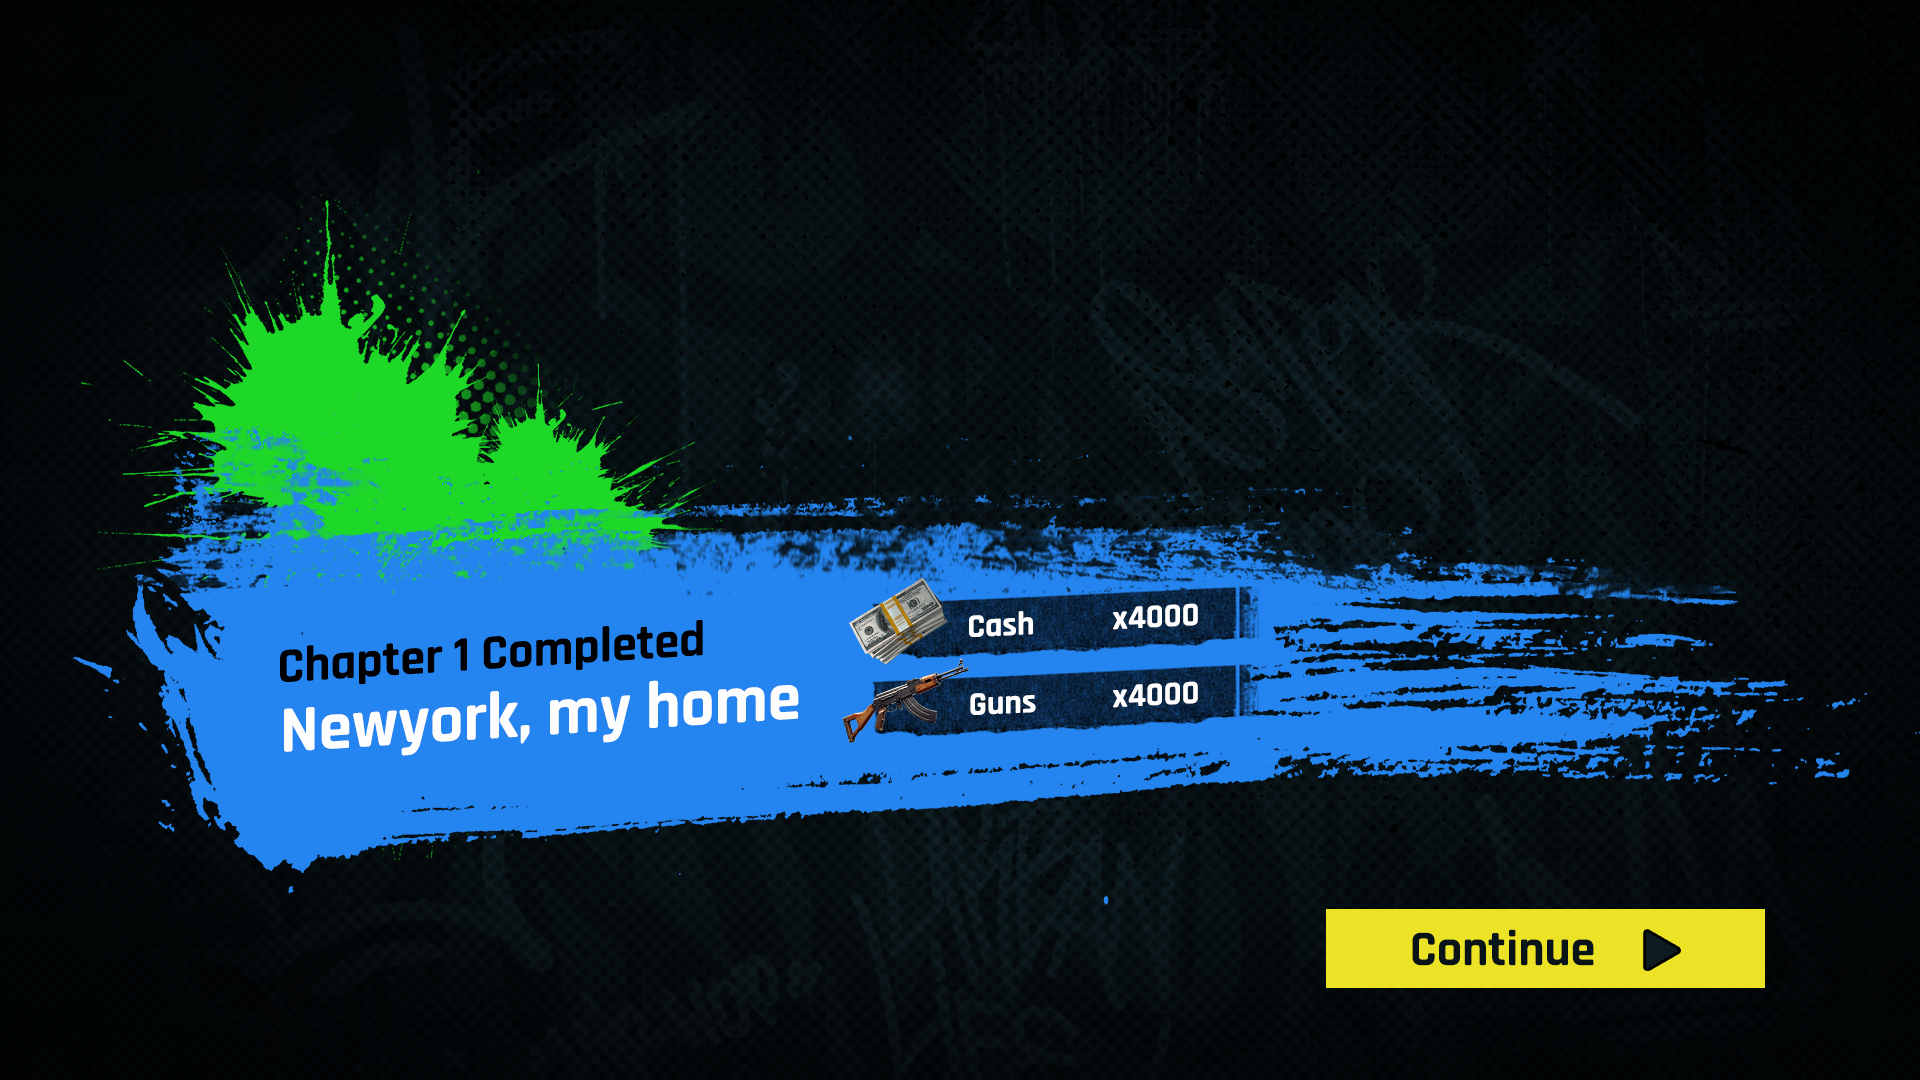 Chapter 1 Completed
Newyork, my home
Cash x4000
Guns x4000
Continue